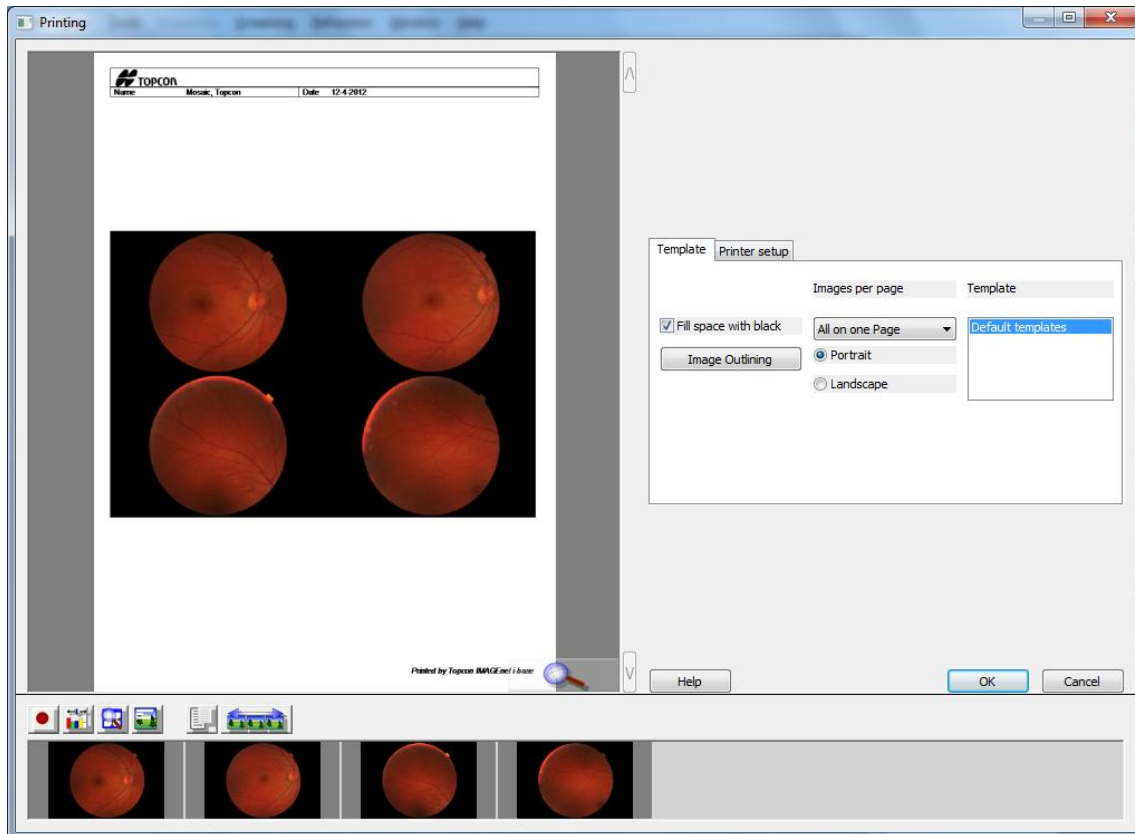 Printing
TOPCON
Name Mosaic, Topcon Date 12-4-2012
Printed by Topcon IMAGEnet i-base
Template Printer setup
Images per page Template
Fill space with black All on one Page Default templates
Image Outlining Portrait
Landscape
Help OK Cancel